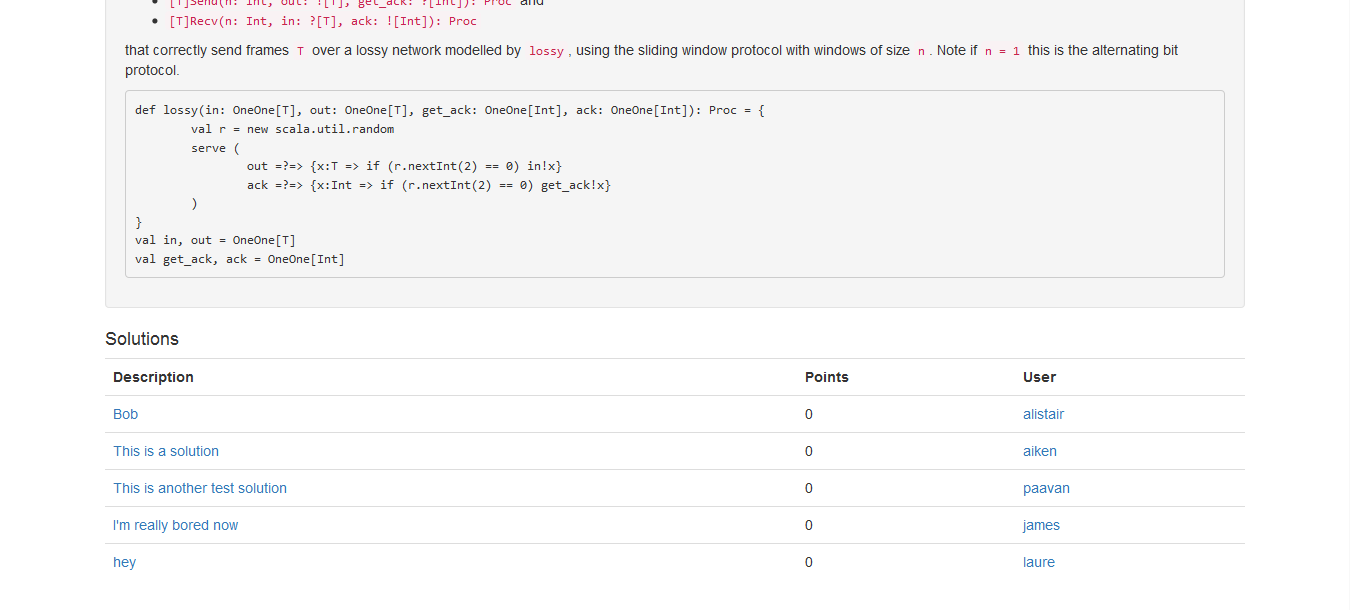 [T]Send(n: Int, out: ![T], get_ack: ?[Int]): Proc and
[T]Recv(n: Int, in: ?[T], ack: ![Int]): Proc
that correctly send frames T over a lossy network modelled by lossy , using the sliding window protocol with windows of size n . Note if n = 1 this is the alternating bit
protocol.
def lossy(in: OneOne[T], out: OneOne[T], get_ack: OneOne[Int], ack: OneOne[Int]): Proc = {
val r = new scala.util.random
serve (
out =?=> {x:T => if (r.nextInt(2) == 0) in!x}
ack =?=> {x:Int => if (r.nextInt(2) == 0) get_ack!x}
)
}
val in, out = OneOne[T]
val get_ack, ack = OneOne[Int]
Solutions
Description Points User
Bob 0 alistair
This is a solution 0 aiken
This is another test solution 0 paavan
I'm really bored now 0 james
hey 0 laure